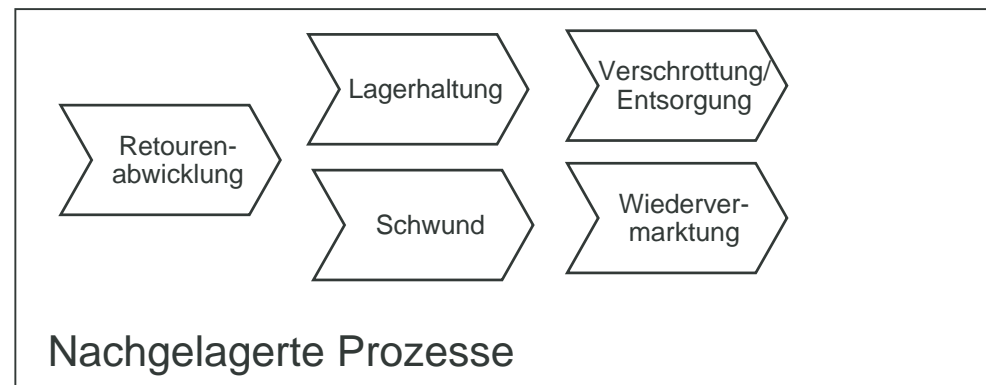 Retouren-
abwicklung
Lagerhaltung
Schwund
Verschrottung/
Entsorgung
Wiederver-
marktung
Nachgelagerte Prozesse